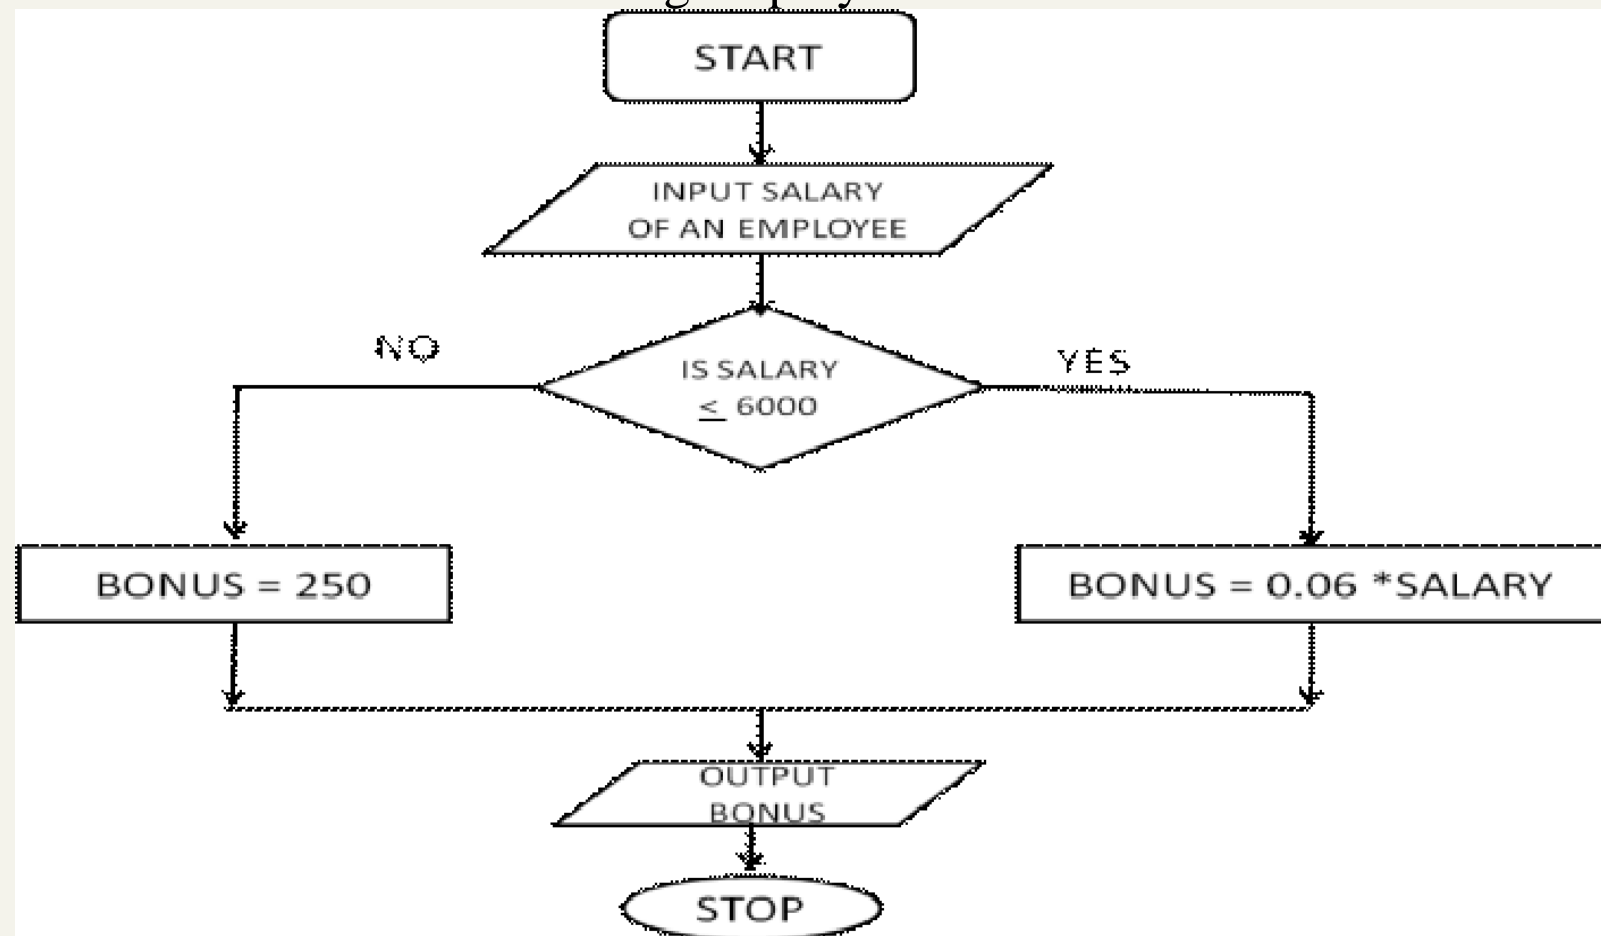 START
INPUT SALARY
OF AN EMPLOYEE
IS SALARY
≤ 6000
NO
YES
BONUS = 250
BONUS = 0.06 *SALARY
OUTPUT
BONUS
STOP